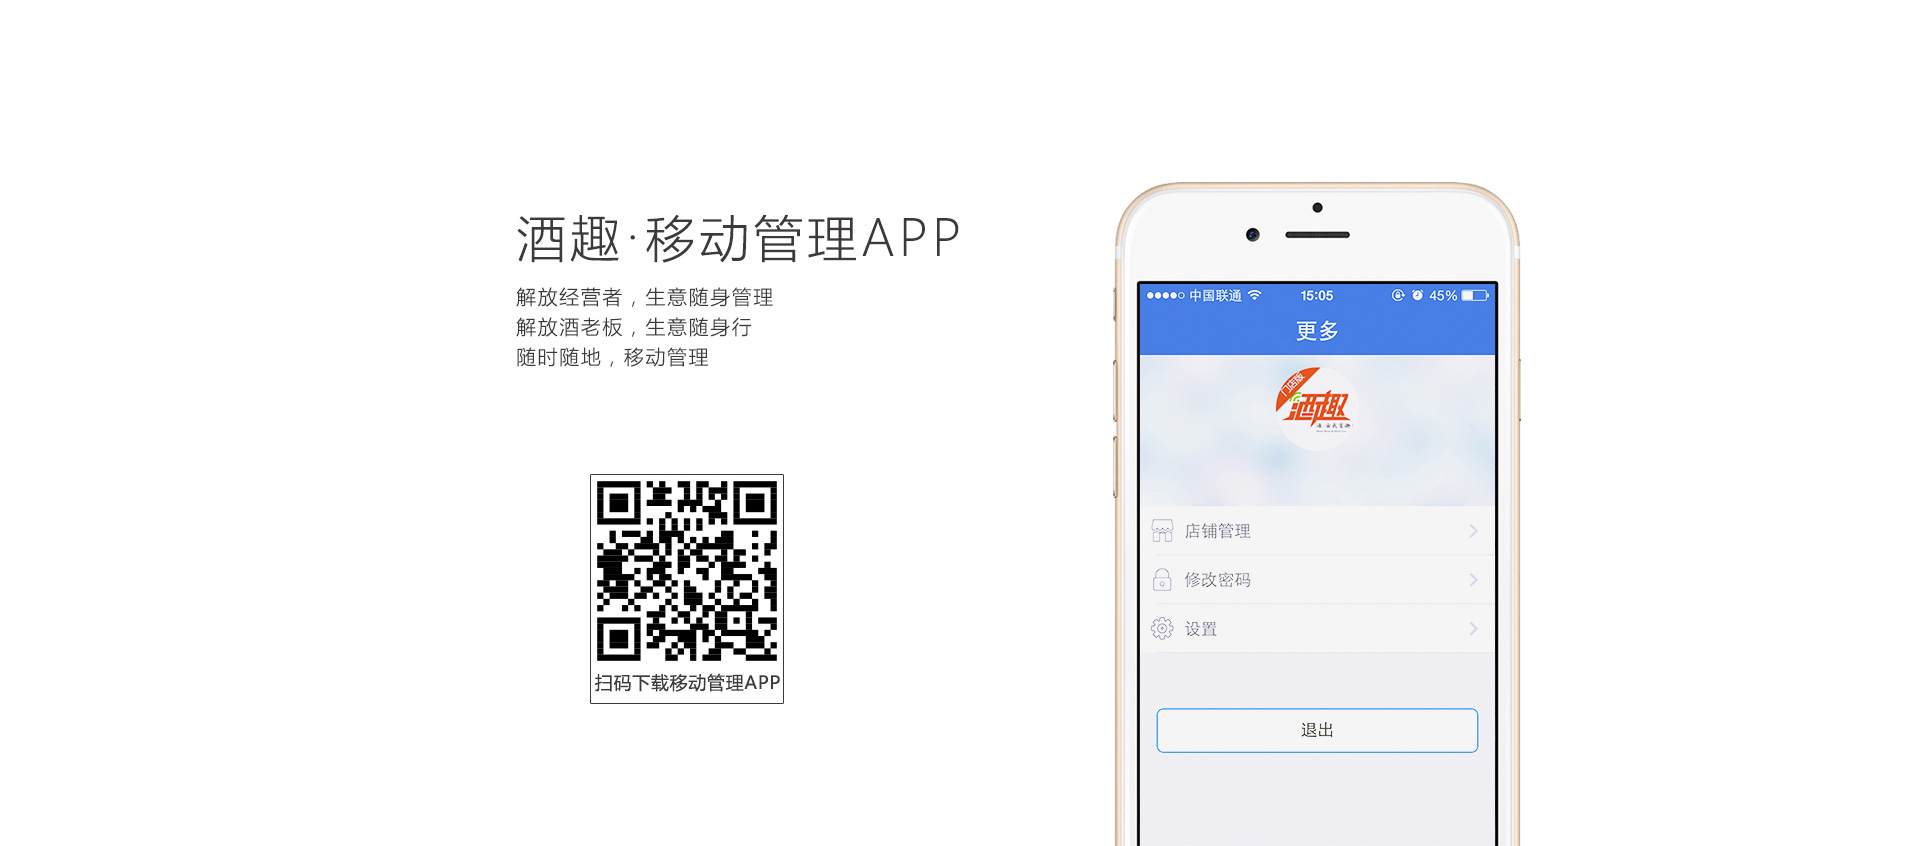 酒趣·移动管理APP
解放经营者，生意随身管理
解放酒老板，生意随身行
随时随地，移动管理
扫码下载移动管理APP
中国联通 15:05 45%
更多
门店版
酒趣
店铺管理
修改密码
设置
退出